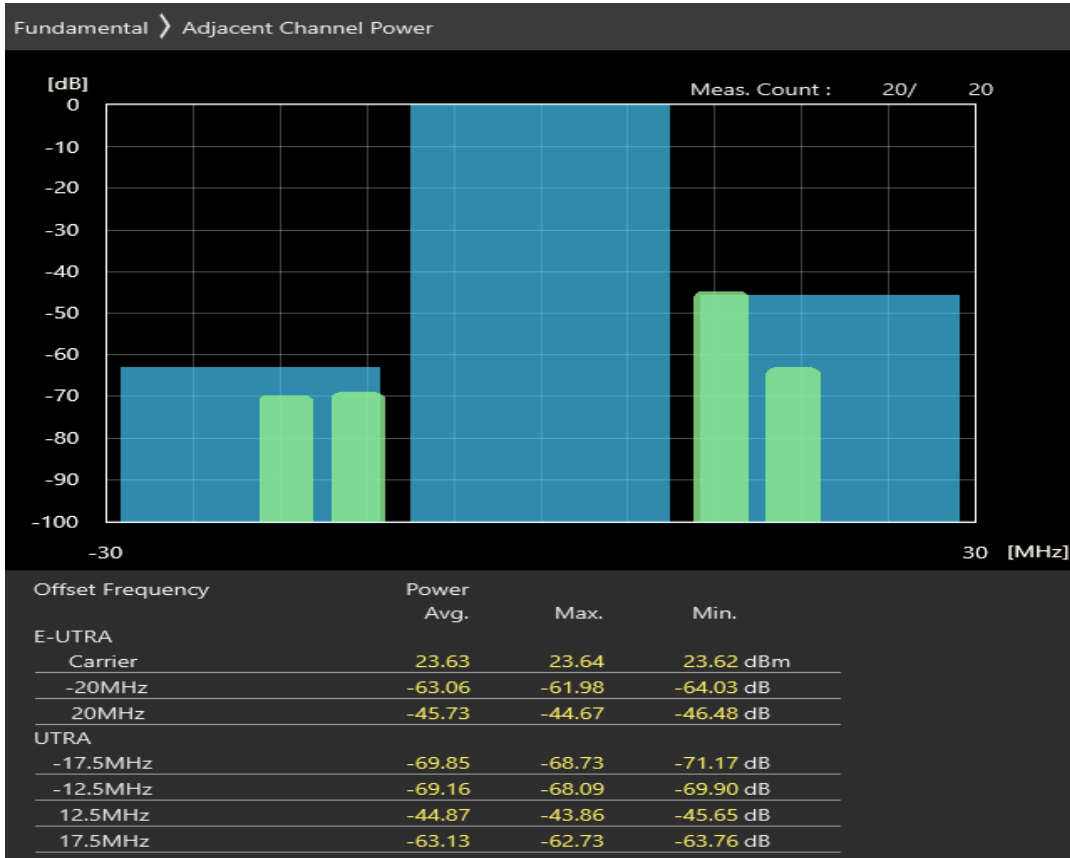 Fundamental ❯ Adjacent Channel Power
[dB]
Meas. Count : 20/ 20
0
-10
-20
-30
-40
-50
-60
-70
-80
-90
-100
-30 30 [MHz]
Offset Frequency Power
Avg. Max. Min.
E-UTRA
Carrier 23.63 23.64 23.62 dBm
-20MHz -63.06 -61.98 -64.03 dB
20MHz -45.73 -44.67 -46.48 dB
UTRA
-17.5MHz -69.85 -68.73 -71.17 dB
-12.5MHz -69.16 -68.09 -69.90 dB
12.5MHz -44.87 -43.86 -45.65 dB
17.5MHz -63.13 -62.73 -63.76 dB